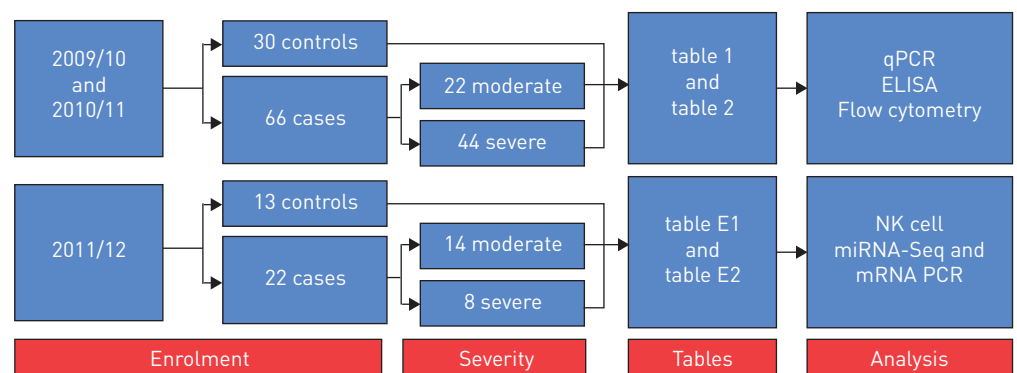 2009/10
and
2010/11
30 controls
66 cases
22 moderate
44 severe
table 1
and
table 2
qPCR
ELISA
Flow cytometry
2011/12
13 controls
22 cases
14 moderate
8 severe
table E1
and
table E2
NK cell
miRNA-Seq and
mRNA PCR
Enrolment
Severity
Tables
Analysis